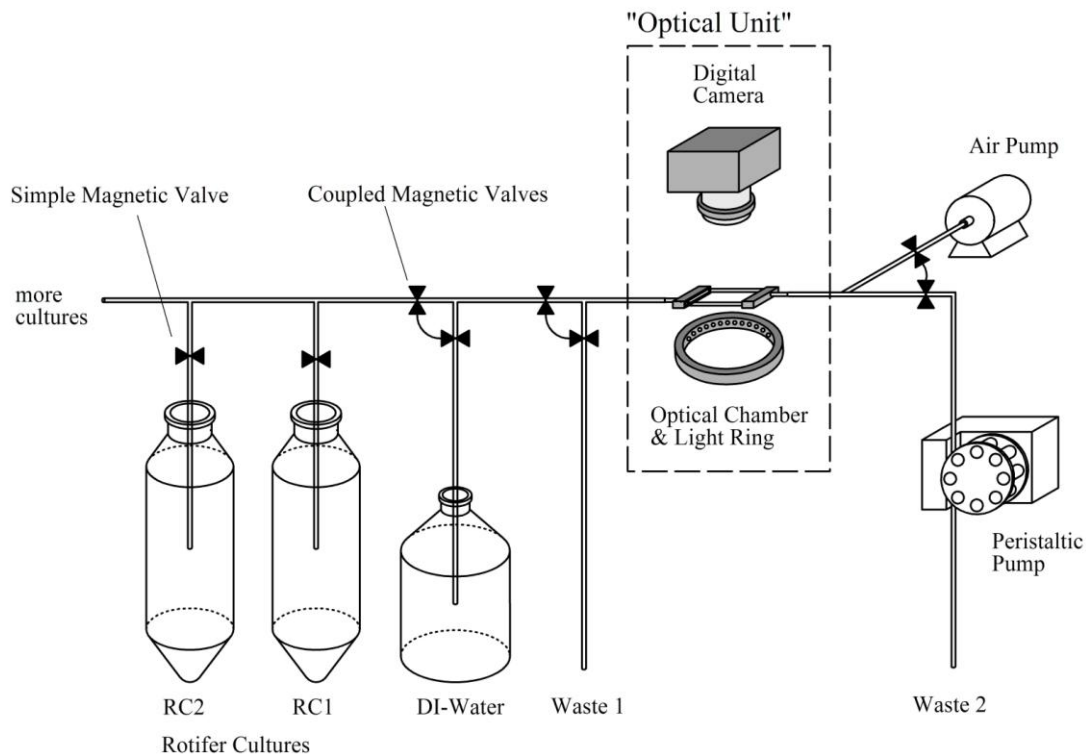 "Optical Unit"
Digital
Camera
Air Pump
Simple Magnetic Valve
Coupled Magnetic Valves
more
cultures
Optical Chamber
& Light Ring
Peristaltic
Pump
RC2
RC1
DI-Water
Waste 1
Waste 2
Rotifer Cultures